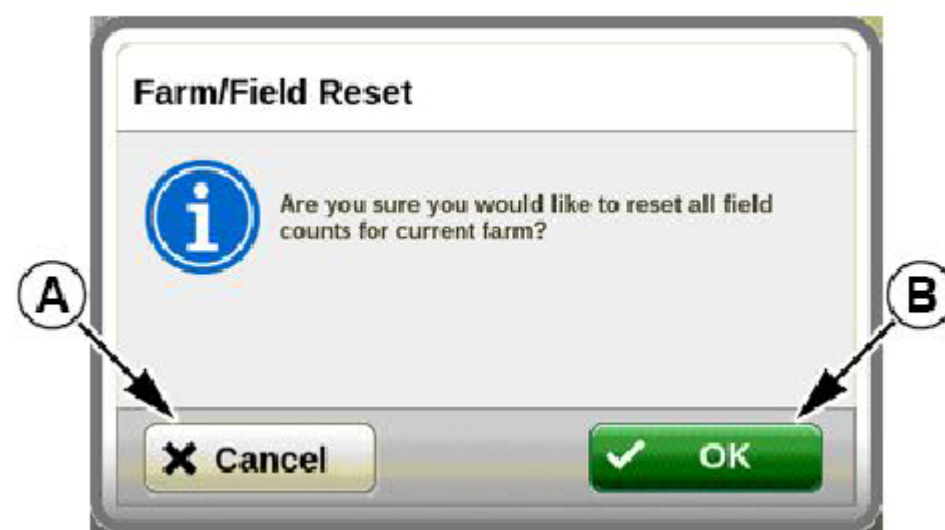 Farm/Field Reset
Are you sure you would like to reset all field
counts for current farm?
A
B
Cancel
OK